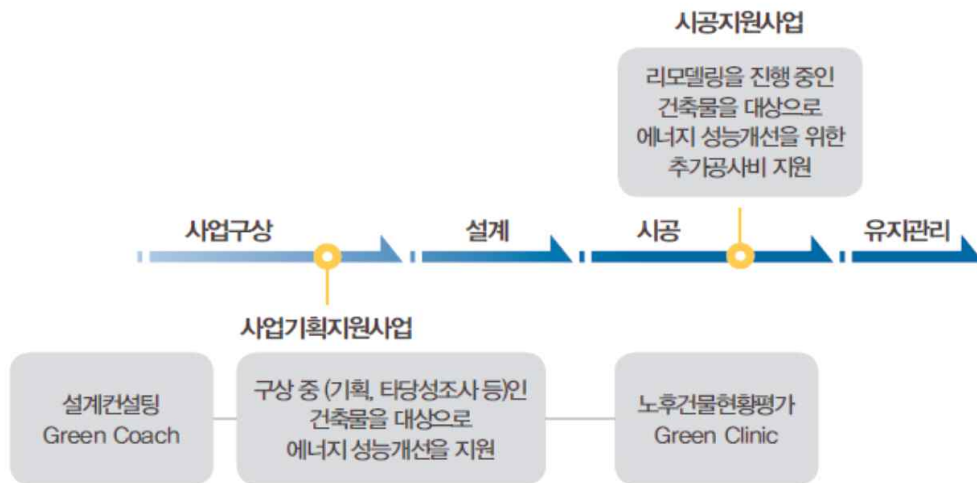 시공지원사업
리모델링을 진행 중인
건축물을 대상으로
에너지 성능개선을 위한
추가공사비 지원
사업구상
설계
시공
유지관리
사업기획지원사업
설계컨설팅
Green Coach
구상 중 (기획, 타당성조사 등)인
건축물을 대상으로
에너지 성능개선을 지원
노후건물현황평가
Green Clinic